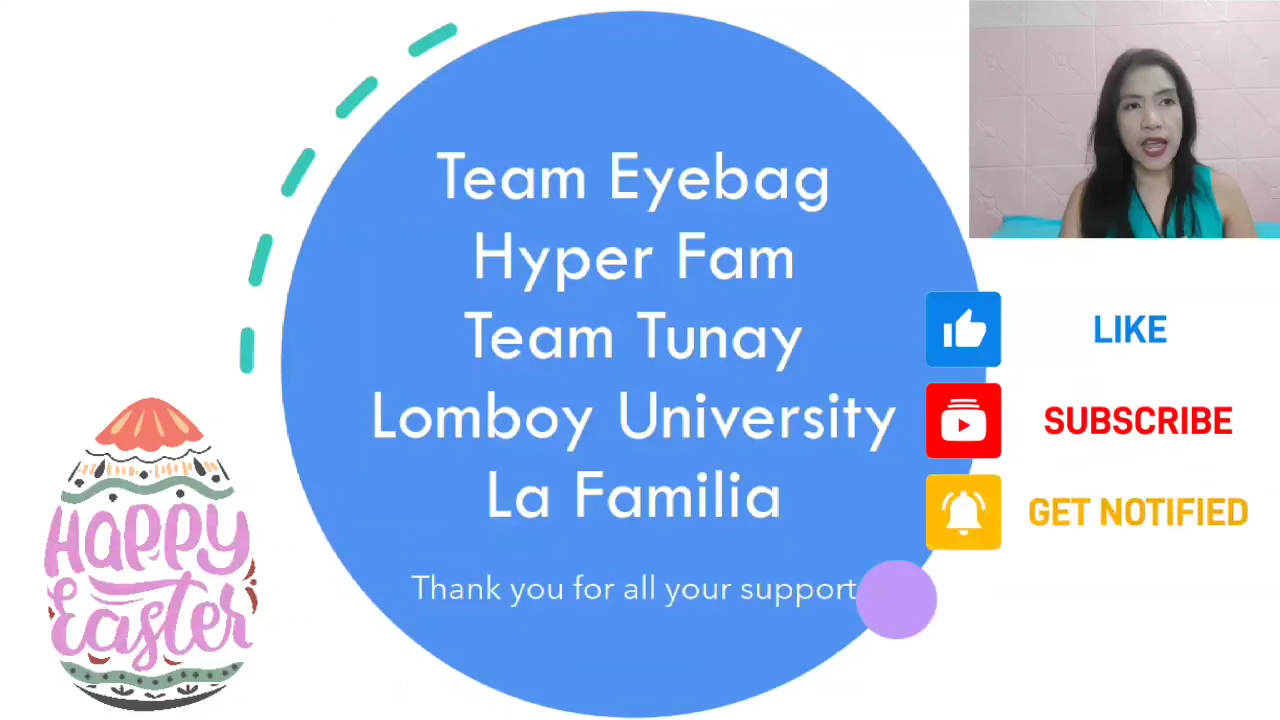 Team Eyebag
Hyper Fam
Team Tunay
Lomboy University
La Familia
Thank you for all your support
LIKE
SUBSCRIBE
GET NOTIFIED
HAPPY
Easter